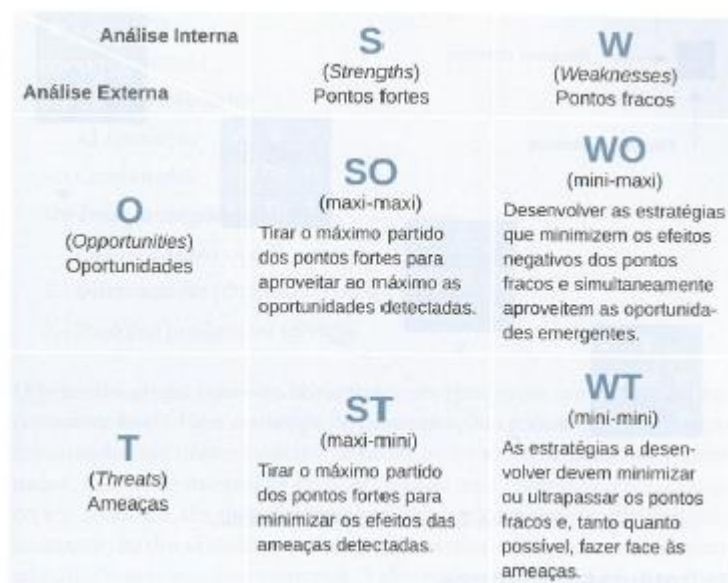 Análise Interna
Análise Externa
S
(Strengths)
Pontos fortes
W
(Weaknesses)
Pontos fracos
O
(Opportunities)
Oportunidades
SO
(maxi-maxi)
Tirar o máximo partido
dos pontos fortes para
aproveitar ao máximo as
oportunidades detectadas.
WO
(mini-maxi)
Desenvolver as estratégias
que minimizem os efeitos
negativos dos pontos
fracos e simultaneamente
aproveitem as oportunida-
des emergentes.
T
(Threats)
Ameaças
ST
(maxi-mini)
Tirar o máximo partido
dos pontos fortes para
minimizar os efeitos das
ameaças detectadas.
WT
(mini-mini)
As estratégias a desen-
volver devem minimizar
ou ultrapassar os pontos
fracos e, tanto quanto
possível, fazer face às
ameaças.